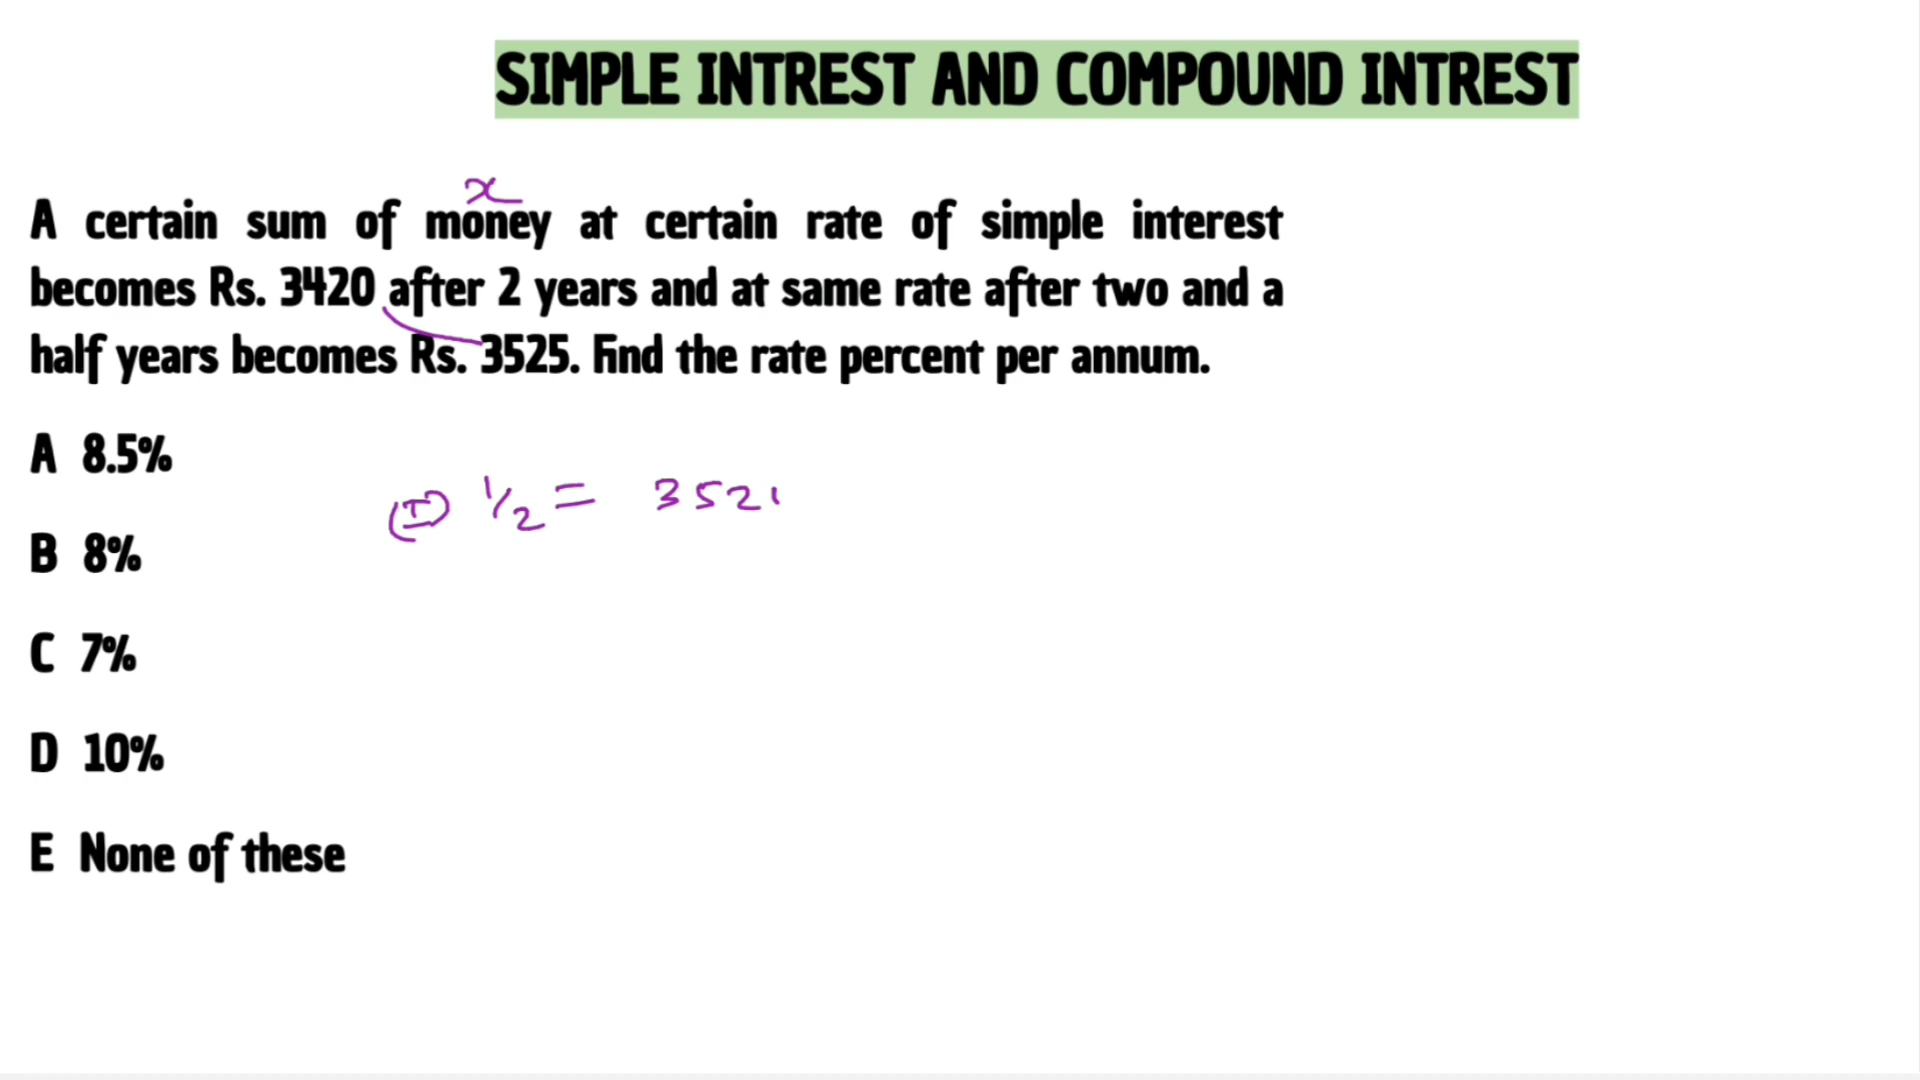 SIMPLE INTREST AND COMPOUND INTREST
x
A certain sum of money at certain rate of simple interest
becomes Rs. 3420 after 2 years and at same rate after two and a
half years becomes Rs. 3525. Find the rate percent per annum.
A 8.5%
(I) 1/2 = 352
B 8%
C 7%
D 10%
E None of these